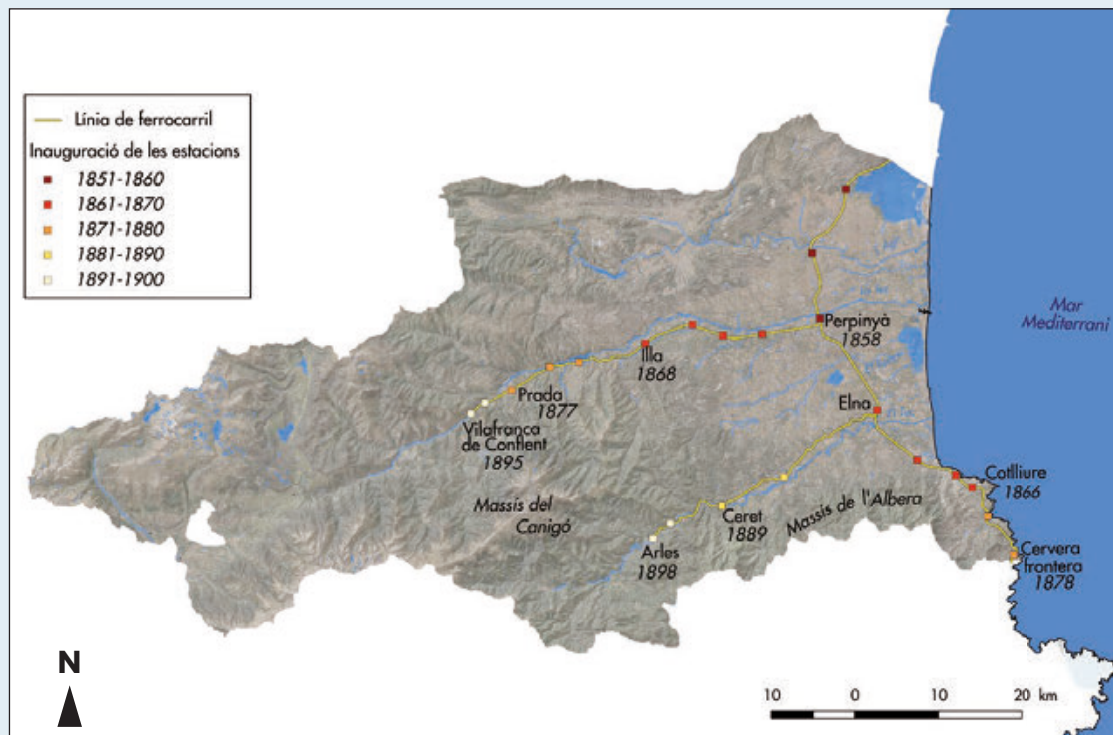 Línia de ferrocarril
Inauguració de les estacions
1851-1860
1861-1870
1871-1880
1881-1890
1891-1900
Mar
Mediterrani
Perpinyà
1858
Illa
1868
Prada
1877
Elna
Vilafranca
de Conflent
1895
Cotlliure
1866
Massís del
Canigó
Massís de l'Albera
Ceret
1889
Arles
1898
Cervera
frontera
1878
N
10 0 10 20 km